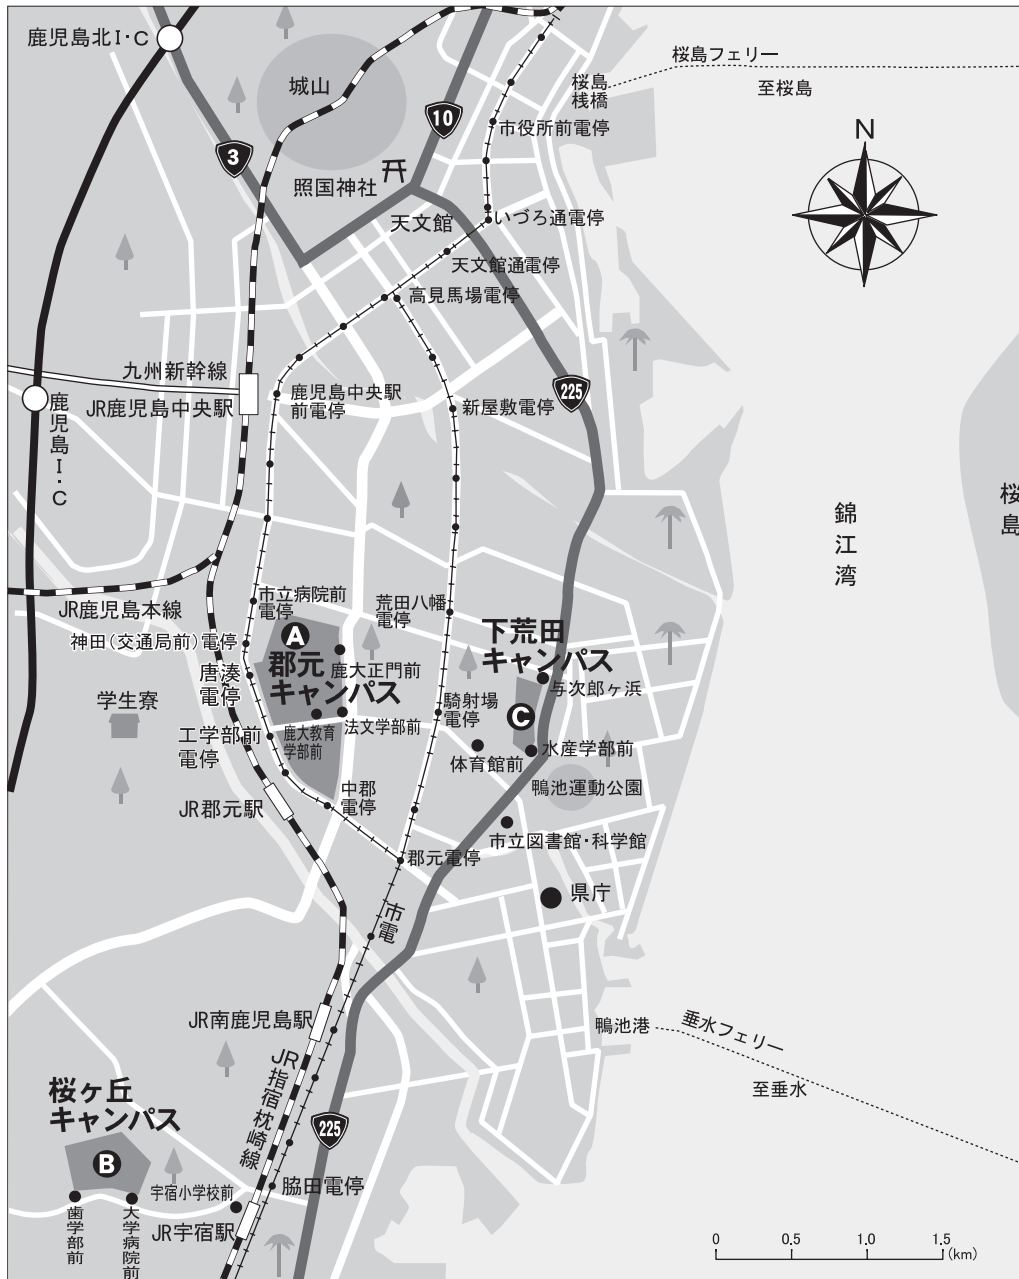 鹿児島北I・C
城山
3
10
照国神社
天文館
桜島フェリー
至桜島
桜島
桟橋
市役所前電停
N
いづろ通電停
天文館通電停
高見馬場電停
九州新幹線
JR鹿児島中央駅
鹿児島中央駅
前電停
225
新屋敷電停
鹿児島I・C
錦江湾
桜島
JR鹿児島本線
市立病院前
電停
荒田八幡
電停
神田(交通局前)電停
A
郡元
キャンパス
鹿大正門前
下荒田
キャンパス
与次郎ヶ浜
唐湊
電停
学生寮
工学部前
電停
鹿大教育
学部前
法文学部前
騎射場
電停
C
水産学部前
体育館前
鴨池運動公園
中郡
電停
JR郡元駅
市立図書館・科学館
郡元電停
県庁
市電
JR南鹿児島駅
鴨池港
垂水フェリー
至垂水
JR指宿枕崎線
225
桜ヶ丘
キャンパス
B
宇宿小学校前
脇田電停
JR宇宿駅
歯学部前
大学病院前
0 0.5 1.0 1.5
(km)